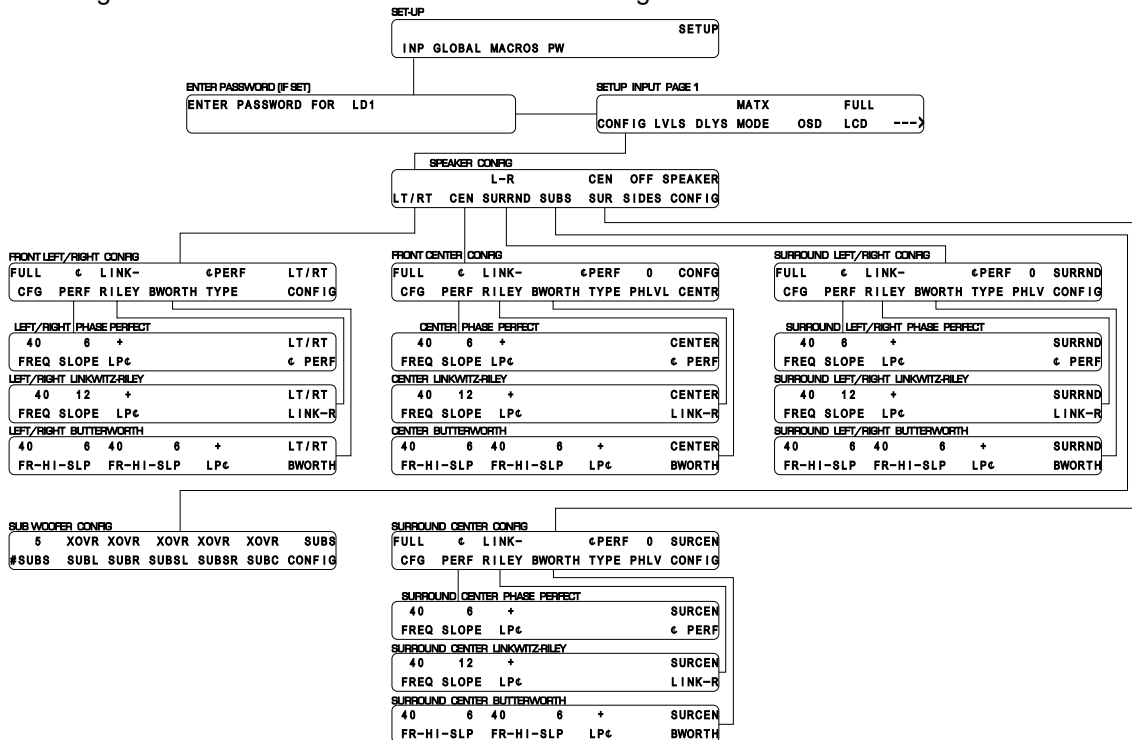 SET-UP
SETUP
INP GLOBAL MACROS PW
ENTER PASSWORD (IF SET)
ENTER PASSWORD FOR LD1
SETUP INPUT PAGE 1
MATX FULL
CONFIG LVLS DLYS MODE OSD LCD --->
SPEAKER CONFIG
L-R CEN OFF SPEAKER
LT/RT CEN SURRND SUBS SUR SIDES CONFIG
FRONT LEFT/RIGHT CONFIG
FULL ¢ LINK- ¢PERF LT/RT
CFG PERF RILEY BWORTH TYPE CONFIG
LEFT/RIGHT PHASE PERFECT
40 6 + LT/RT
FREQ SLOPE LP¢ ¢ PERF
LEFT/RIGHT LINKWITZ-RILEY
40 12 + LT/RT
FREQ SLOPE LP¢ LINK-R
LEFT/RIGHT BUTTERWORTH
40 6 40 6 + LT/RT
FR-HI-SLP FR-HI-SLP LP¢ BWORTH
FRONT CENTER CONFIG
FULL ¢ LINK- ¢PERF 0 CONFG
CFG PERF RILEY BWORTH TYPE PHLVL CENTR
CENTER PHASE PERFECT
40 6 + CENTER
FREQ SLOPE LP¢ ¢ PERF
CENTER LINKWITZ-RILEY
40 12 + CENTER
FREQ SLOPE LP¢ LINK-R
CENTER BUTTERWORTH
40 6 40 6 + CENTER
FR-HI-SLP FR-HI-SLP LP¢ BWORTH
SURROUND LEFT/RIGHT CONFIG
FULL ¢ LINK- ¢PERF 0 SURRND
CFG PERF RILEY BWORTH TYPE PHLV CONFIG
SURROUND LEFT/RIGHT PHASE PERFECT
40 6 + SURRND
FREQ SLOPE LP¢ ¢ PERF
SURROUND LEFT/RIGHT LINKWITZ-RILEY
40 12 + SURRND
FREQ SLOPE LP¢ LINK-R
SURROUND LEFT/RIGHT BUTTERWORTH
40 6 40 6 + SURRND
FR-HI-SLP FR-HI-SLP LP¢ BWORTH
SUB WOOFER CONFIG
5 XOVR XOVR XOVR XOVR XOVR SUBS
#SUBS SUBL SUBR SUBSL SUBSR SUBC CONFIG
SURROUND CENTER CONFIG
FULL ¢ LINK- ¢PERF 0 SURCEN
CFG PERF RILEY BWORTH TYPE PHLV CONFIG
SURROUND CENTER PHASE PERFECT
40 6 + SURCEN
FREQ SLOPE LP¢ ¢ PERF
SURROUND CENTER LINKWITZ-RILEY
40 12 + SURCEN
FREQ SLOPE LP¢ LINK-R
SURROUND CENTER BUTTERWORTH
40 6 40 6 + SURCEN
FR-HI-SLP FR-HI-SLP LP¢ BWORTH